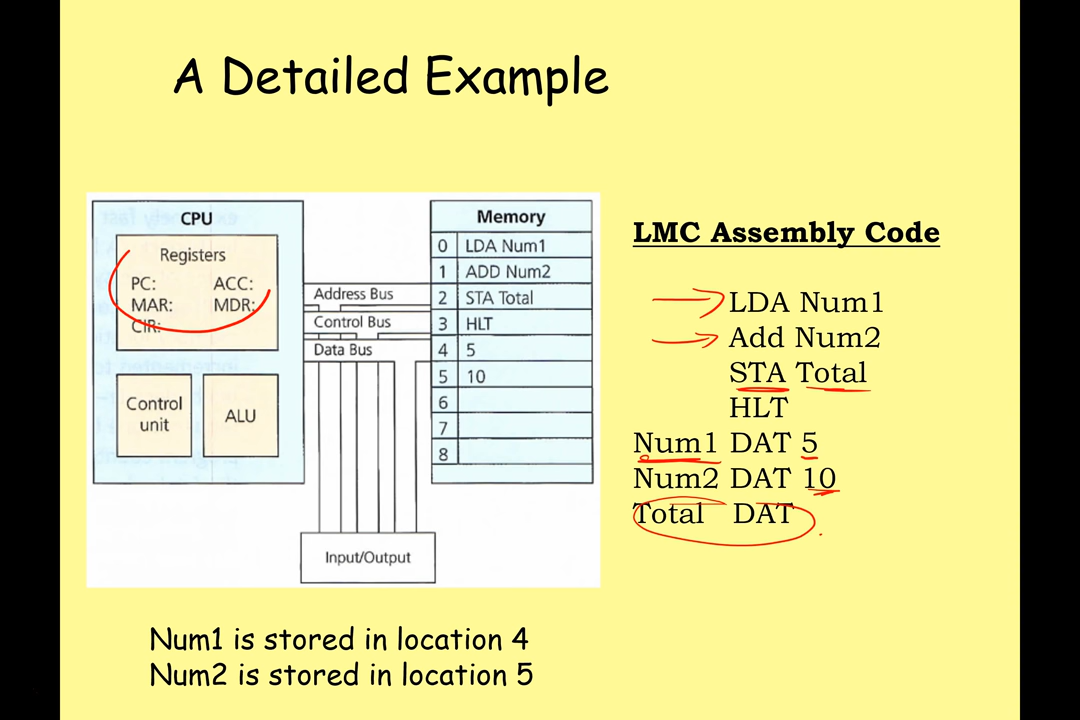 A Detailed Example
CPU
Registers
PC: ACC:
MAR: MDR:
CIR:
Control
unit
ALU
Address Bus
Control Bus
Data Bus
Memory
0 LDA Num1
1 ADD Num2
2 STA Total
3 HLT
4 5
5 10
6
7
8
Input/Output
LMC Assembly Code
LDA Num1
Add Num2
STA Total
HLT
Num1 DAT 5
Num2 DAT 10
Total DAT
Num1 is stored in location 4
Num2 is stored in location 5